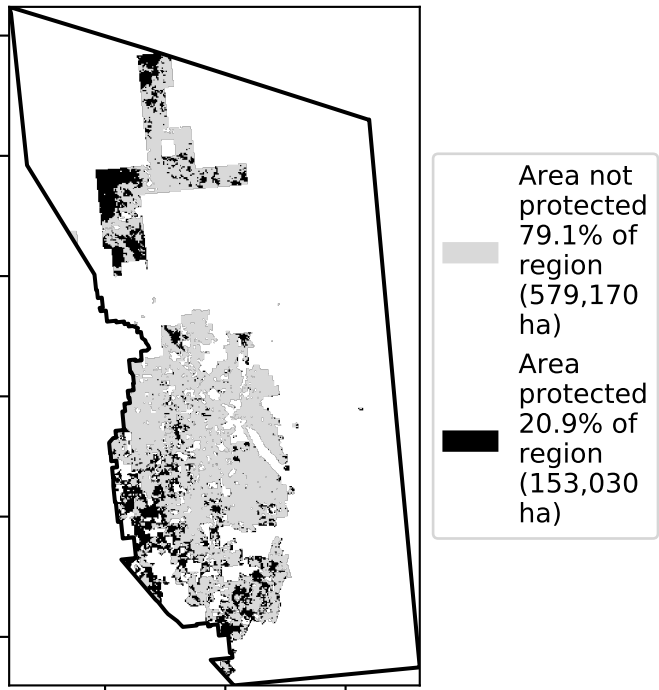 Area not
protected
79.1% of
region
(579,170
ha)
Area
protected
20.9% of
region
(153,030
ha)